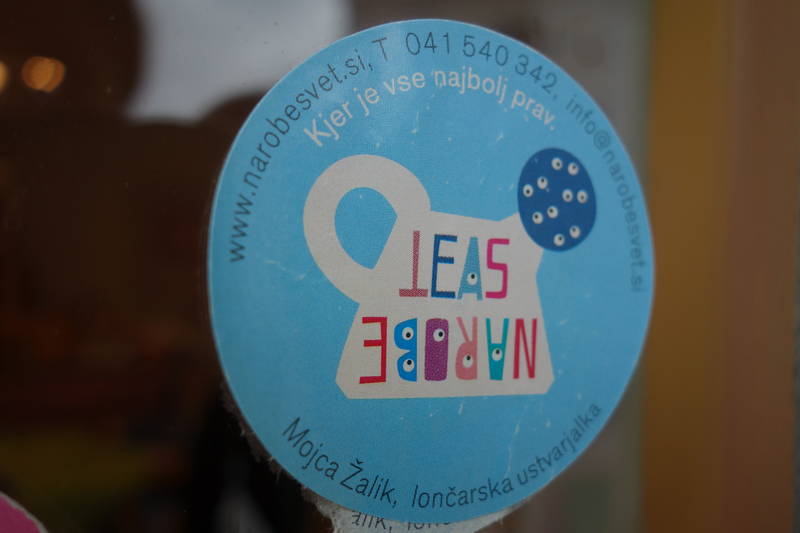 www.narobesvet.si, T 041 540 342, info@narobesvet.si
Kjer je vse najbolj prav.
NAROBE
SVET
Mojca Žalik, lončarska ustvarjalka